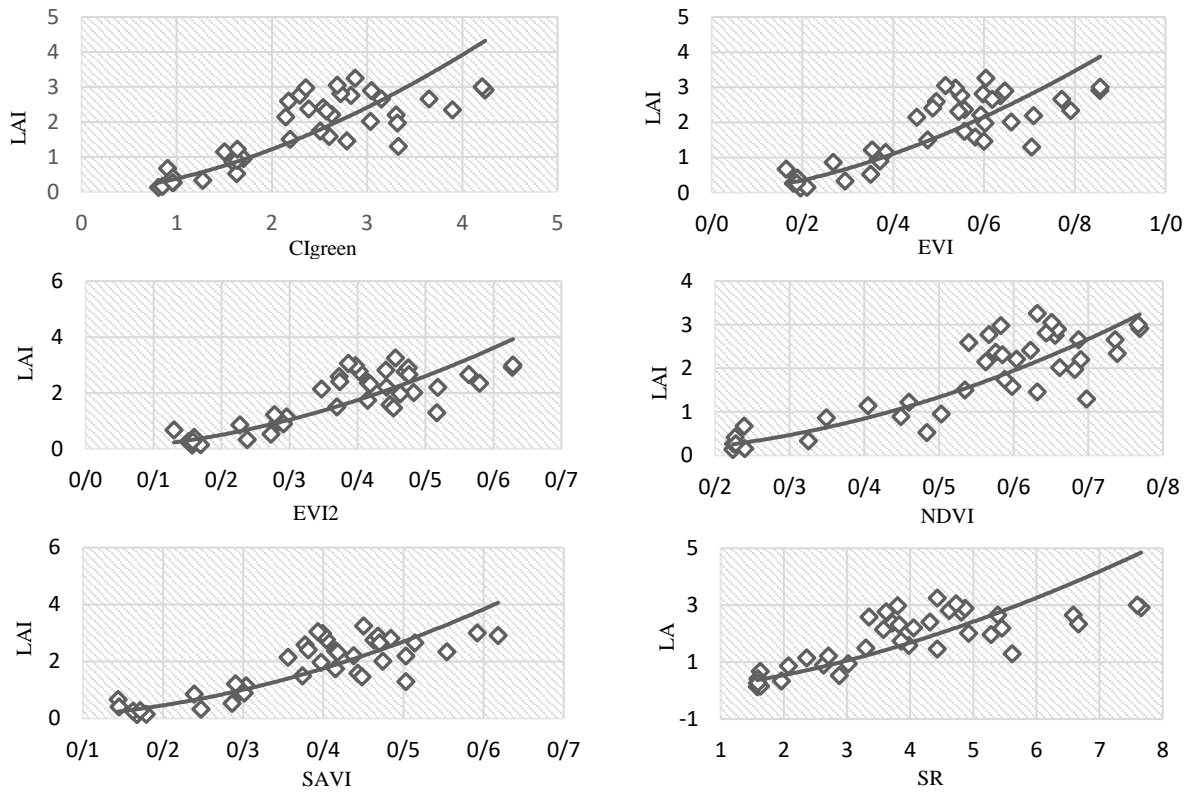 5
4
3
2
1
0
LAI
0 1 2 3 4 5
CIgreen
5
4
3
2
1
0
LAI
0/0 0/2 0/4 0/6 0/8 1/0
EVI
6
4
2
0
LAI
0/0 0/1 0/2 0/3 0/4 0/5 0/6 0/7
EVI2
4
3
2
1
0
LAI
0/2 0/3 0/4 0/5 0/6 0/7 0/8
NDVI
6
4
2
0
LAI
0/1 0/2 0/3 0/4 0/5 0/6 0/7
SAVI
5
3
1
-1
LA
1 2 3 4 5 6 7 8
SR